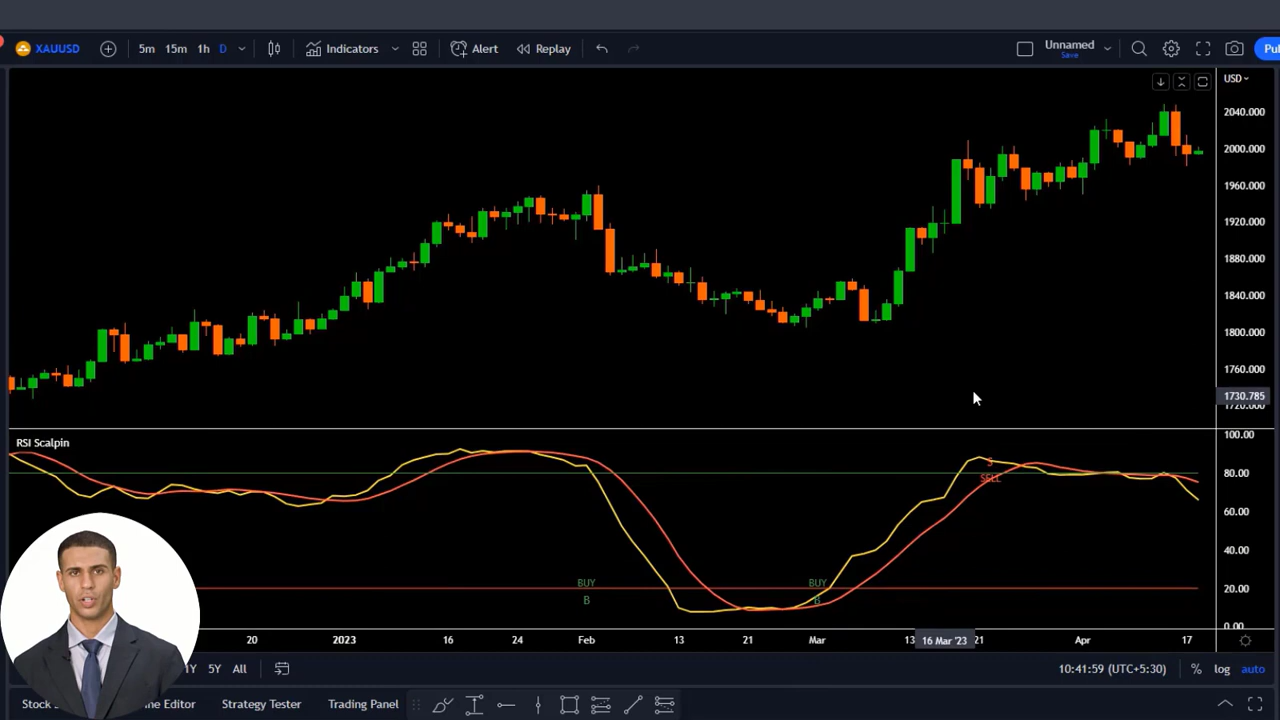 XAUUSD 5m 15m 1h D Indicators Alert Replay Unnamed
Save
USD
2040.000
2000.000
1960.000
1920.000
1880.000
1840.000
1800.000
1760.000
1730.785
RSI Scalpin
100.00
80.00
S
SELL
60.00
40.00
BUY BUY
20.00
B B
0.00
20 2023 16 24 Feb 13 21 Mar 13 16 Mar '23 21 Apr 17
1Y 5Y All 10:41:59 (UTC+5:30) % log auto
Stock Editor Strategy Tester Trading Panel